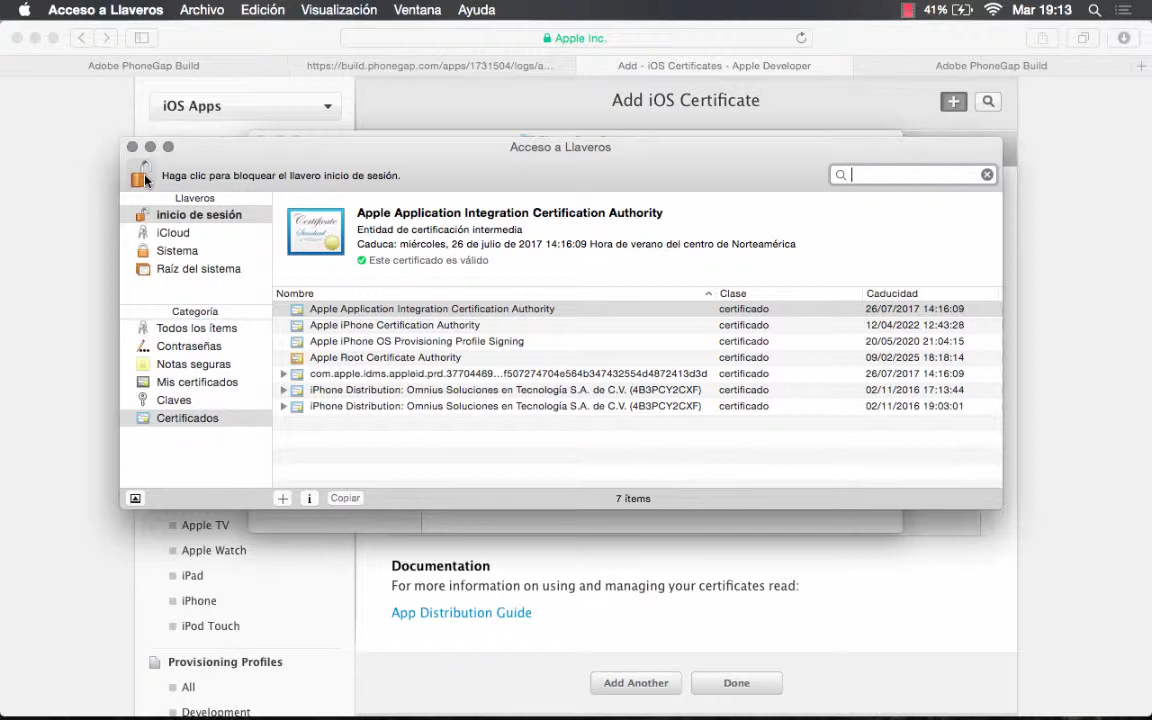 Acceso a Llaveros Archivo Edición Visualización Ventana Ayuda 41% Mar 19:13
Apple Inc.
Adobe PhoneGap Build https://build.phonegap.com/apps/1731504/logs/a... Add - iOS Certificates - Apple Developer Adobe PhoneGap Build
iOS Apps
Add iOS Certificate
Acceso a Llaveros
Haga clic para bloquear el llavero inicio de sesión.
Llaveros
inicio de sesión
iCloud
Sistema
Raíz del sistema
Categoría
Todos los ítems
Contraseñas
Notas seguras
Mis certificados
Claves
Certificados
Apple Application Integration Certification Authority
Entidad de certificación intermedia
Caduca: miércoles, 26 de julio de 2017 14:16:09 Hora de verano del centro de Norteamérica
Este certificado es válido
Nombre Clase Caducidad
Apple Application Integration Certification Authority certificado 26/07/2017 14:16:09
Apple iPhone Certification Authority certificado 12/04/2022 12:43:28
Apple iPhone OS Provisioning Profile Signing certificado 20/05/2020 21:04:15
Apple Root Certificate Authority certificado 09/02/2025 18:18:14
com.apple.idms.appleid.prd.37704469...f507274704e564b347432554d4872413d3d certificado 26/07/2017 14:16:09
iPhone Distribution: Omnius Soluciones en Tecnología S.A. de C.V. (4B3PCY2CXF) certificado 02/11/2016 17:13:44
iPhone Distribution: Omnius Soluciones en Tecnología S.A. de C.V. (4B3PCY2CXF) certificado 02/11/2016 19:03:01
Copiar
7 ítems
Apple TV
Apple Watch
iPad
iPhone
iPod Touch
Provisioning Profiles
All
Development
Documentation
For more information on using and managing your certificates read:
App Distribution Guide
Add Another Done